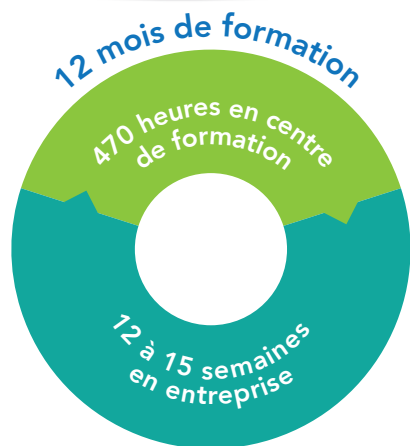 12 mois de formation
470 heures en centre
de formation
12 à 15 semaines
en entreprise